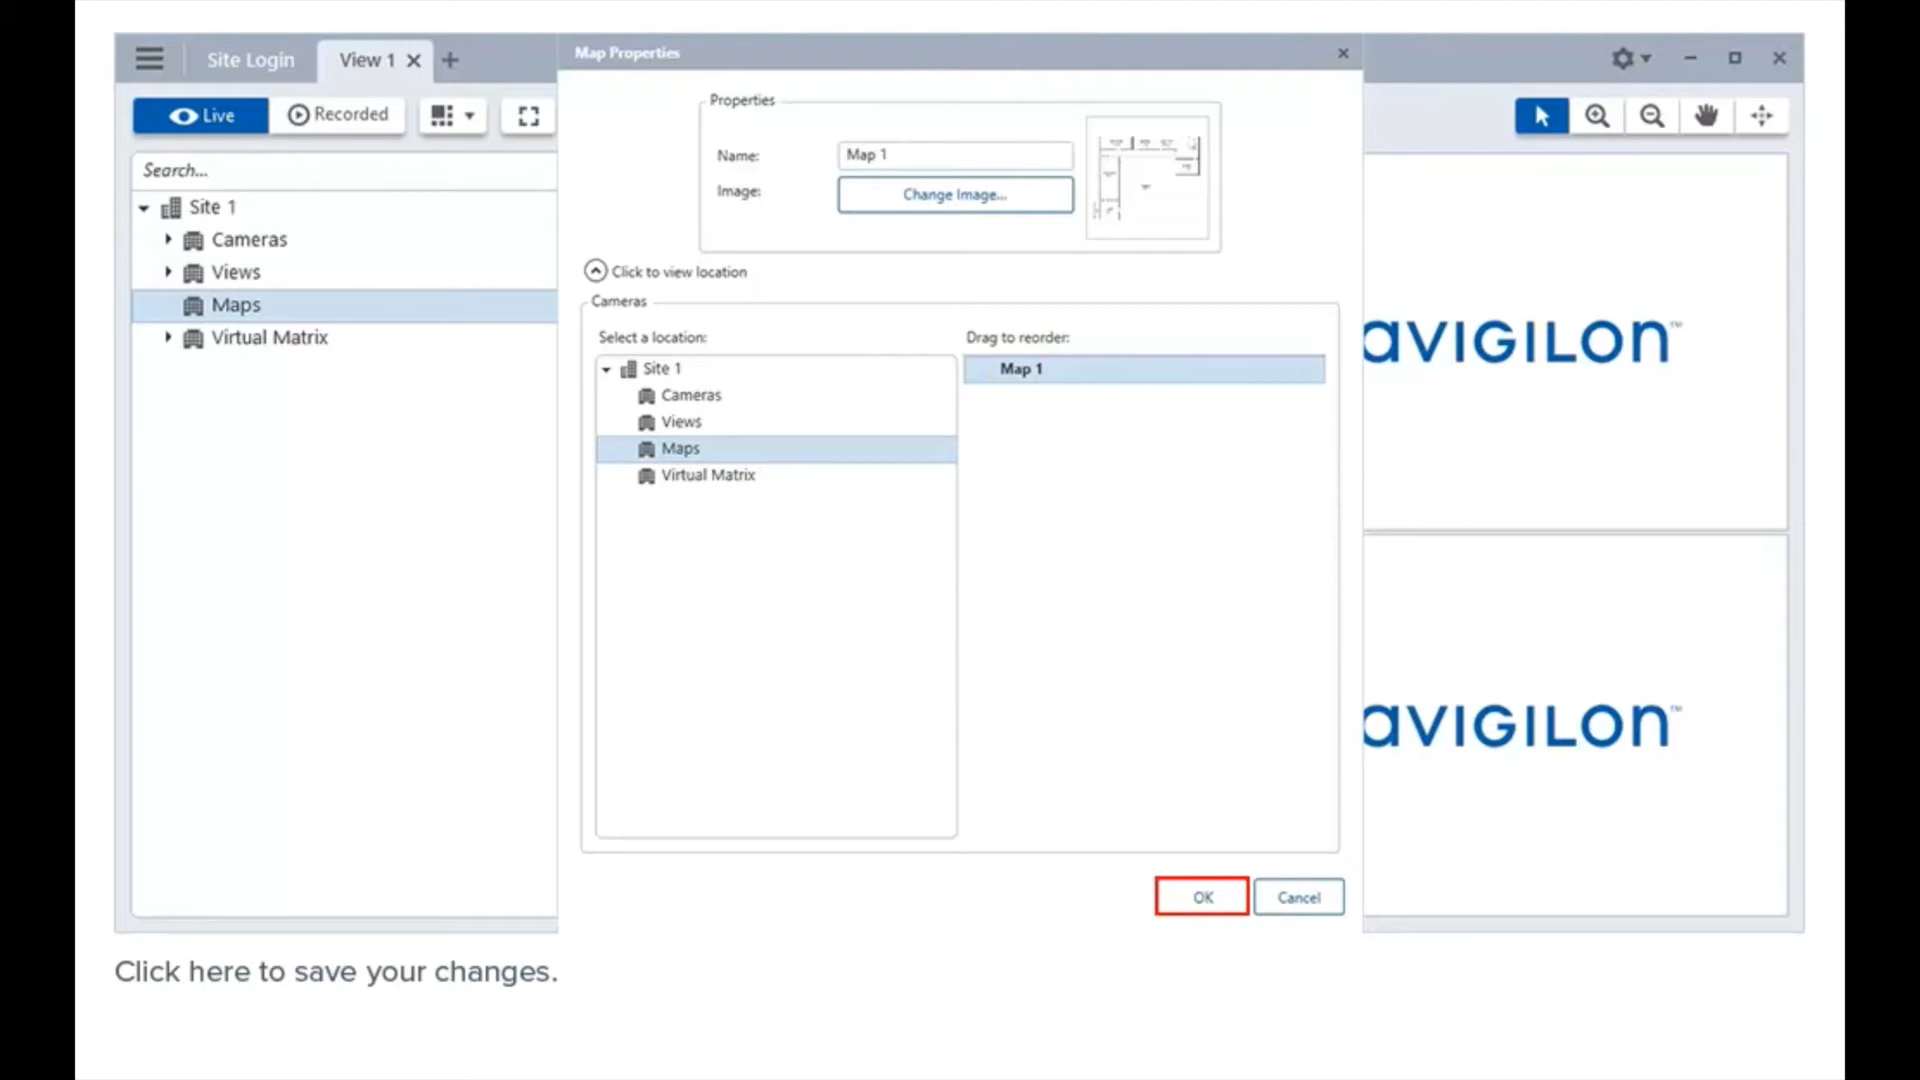 Site Login
View 1
Live
Recorded
Search...
Site 1
Cameras
Views
Maps
Virtual Matrix
Map Properties
Properties
Name:
Map 1
Image:
Change Image...
Click to view location
Cameras
Select a location:
Drag to reorder:
Site 1
Map 1
Cameras
Views
Maps
Virtual Matrix
OK
Cancel
aVIGILOn™
aVIGILOn™
Click here to save your changes.